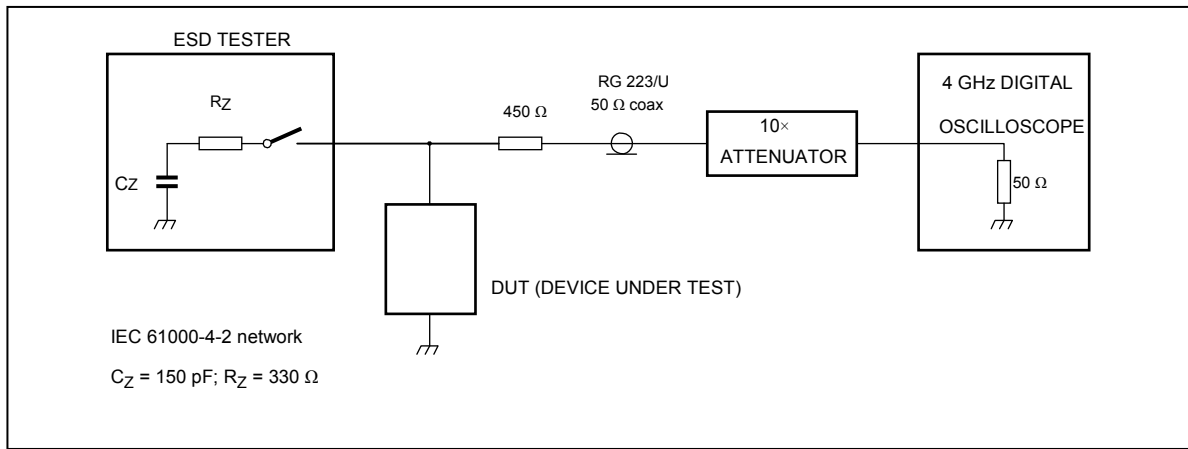 ESD TESTER
RZ
CZ
450 Ω
RG 223/U
50 Ω coax
10×
ATTENUATOR
4 GHz DIGITAL
OSCILLOSCOPE
50 Ω
DUT (DEVICE UNDER TEST)
IEC 61000-4-2 network
CZ = 150 pF; RZ = 330 Ω